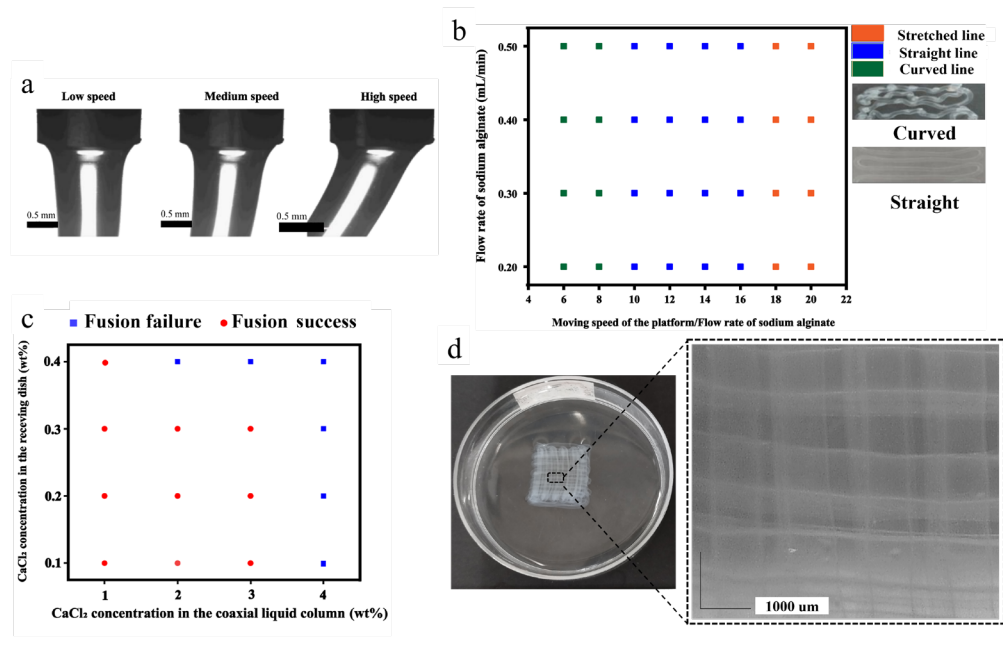 a
Low speed
Medium speed
High speed
0.5 mm
0.5 mm
0.5 mm
b
Flow rate of sodium alginate (mL/min)
0.50
0.40
0.30
0.20
4 6 8 10 12 14 16 18 20 22
Moving speed of the platform/Flow rate of sodium alginate
Stretched line
Straight line
Curved line
Curved
Straight
c
Fusion failure
Fusion success
CaCl₂ concentration in the receving dish (wt%)
0.4
0.3
0.2
0.1
1 2 3 4
CaCl₂ concentration in the coaxial liquid column (wt%)
d
1000 um